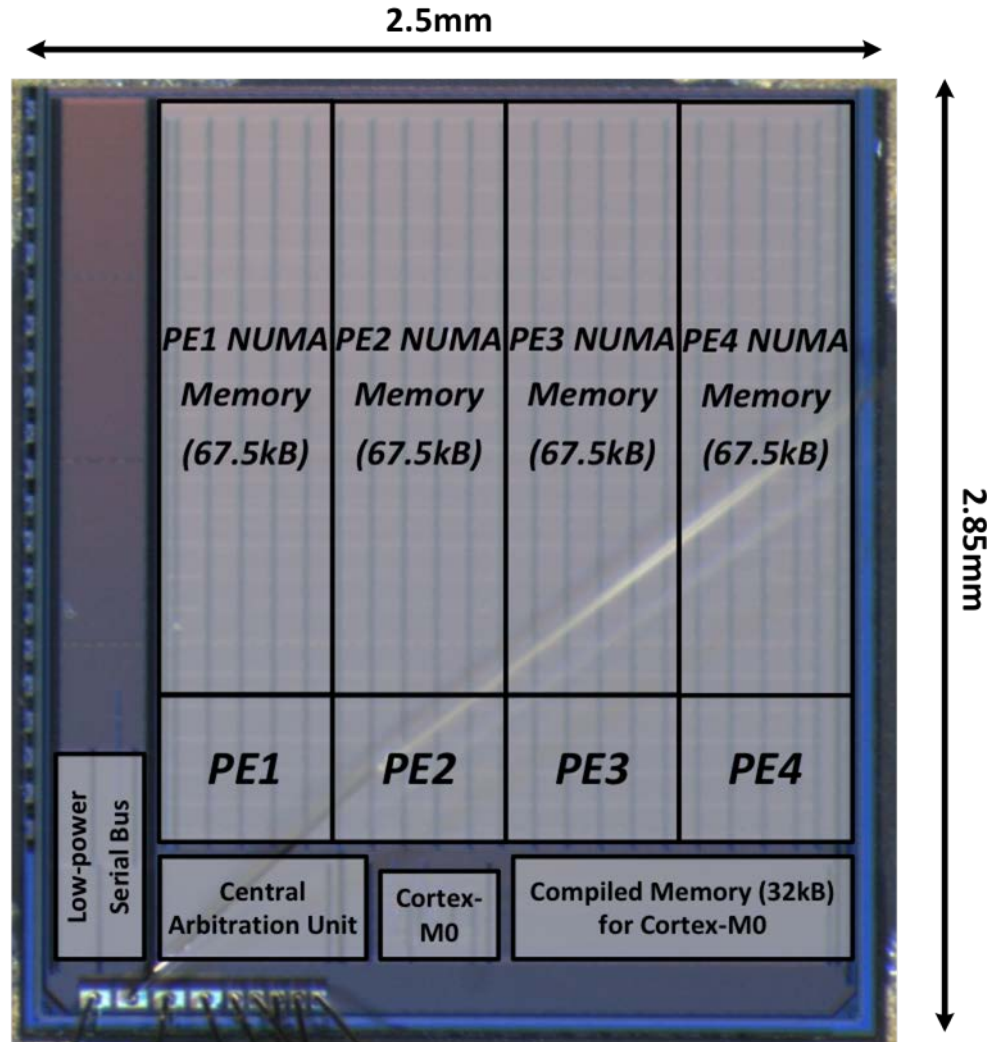 2.5mm
PE1 NUMA
Memory
(67.5kB)
PE2 NUMA
Memory
(67.5kB)
PE3 NUMA
Memory
(67.5kB)
PE4 NUMA
Memory
(67.5kB)
2.85mm
PE1
PE2
PE3
PE4
Low-power
Serial Bus
Central
Arbitration Unit
Cortex-
M0
Compiled Memory (32kB)
for Cortex-M0